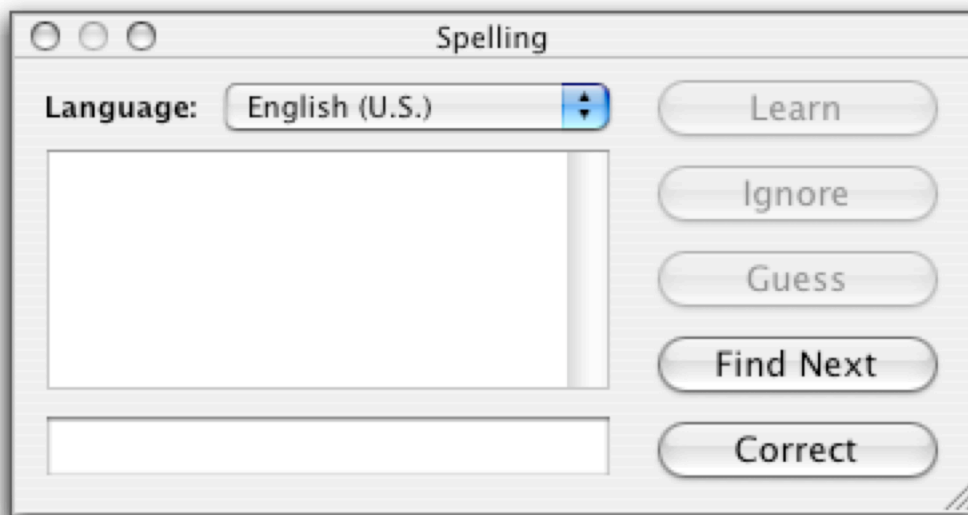 Spelling
Language: English (U.S.) Learn
Ignore
Guess
Find Next
Correct